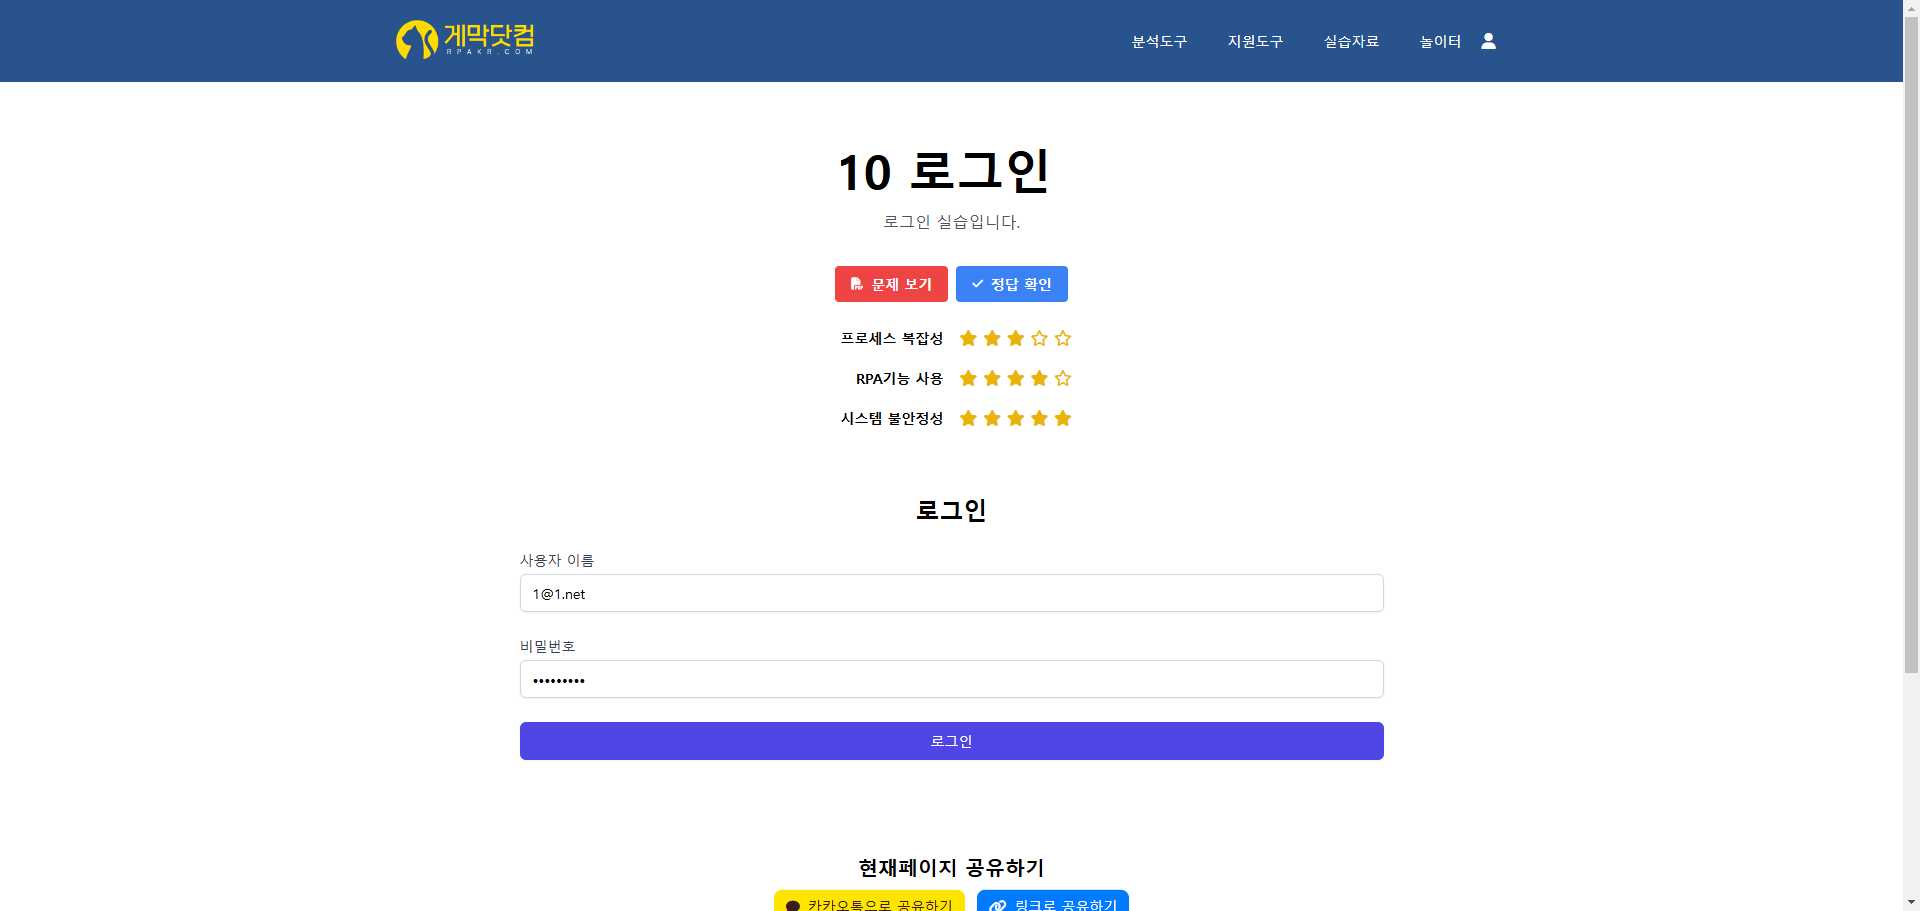 게막닷컴
RPAKR.COM
분석도구 지원도구 실습자료 놀이터
10 로그인
로그인 실습입니다.
문제 보기 정답 확인
프로세스 복잡성
RPA기능 사용
시스템 불안정성
로그인
사용자 이름
1@1.net
비밀번호
•••••••••
로그인
현재페이지 공유하기
카카오톡으로 공유하기 링크로 공유하기